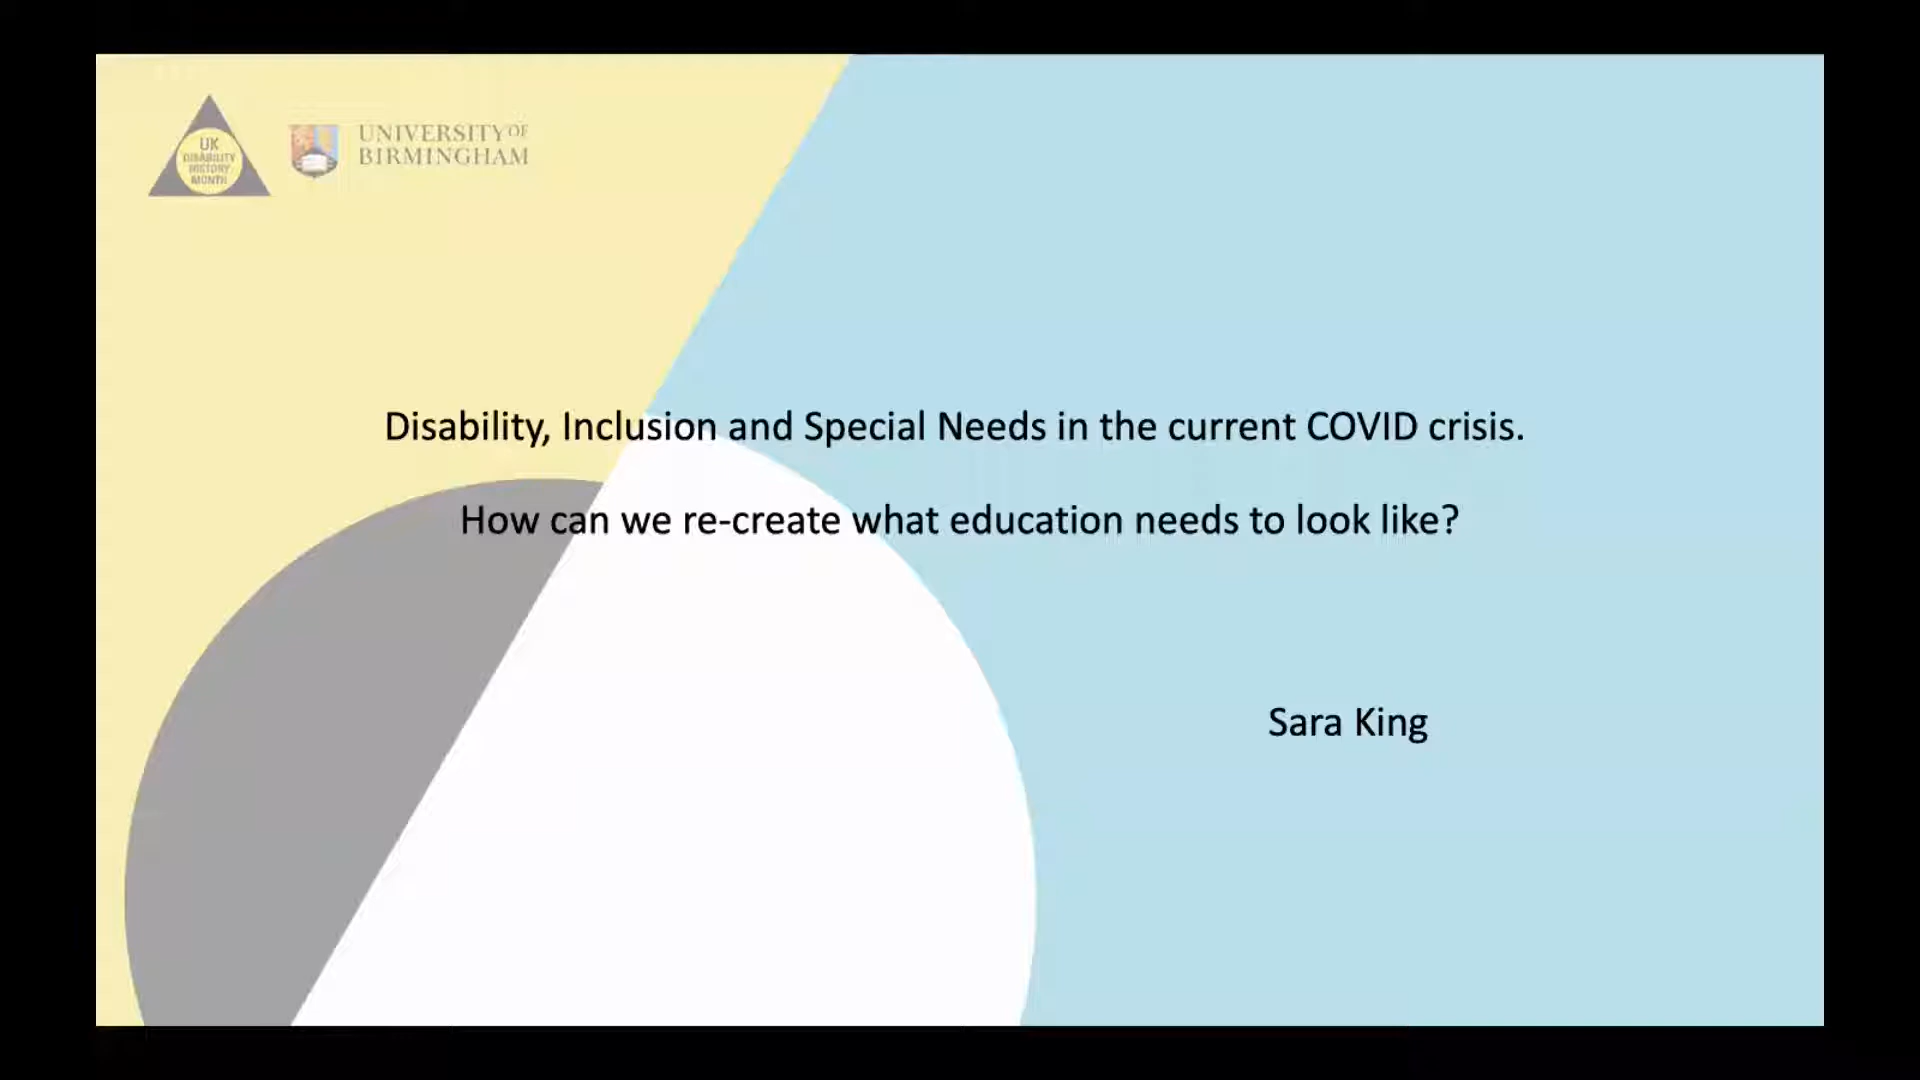 UK
DISABILITY
HISTORY
MONTH
UNIVERSITY OF
BIRMINGHAM
Disability, Inclusion and Special Needs in the current COVID crisis.
How can we re-create what education needs to look like?
Sara King